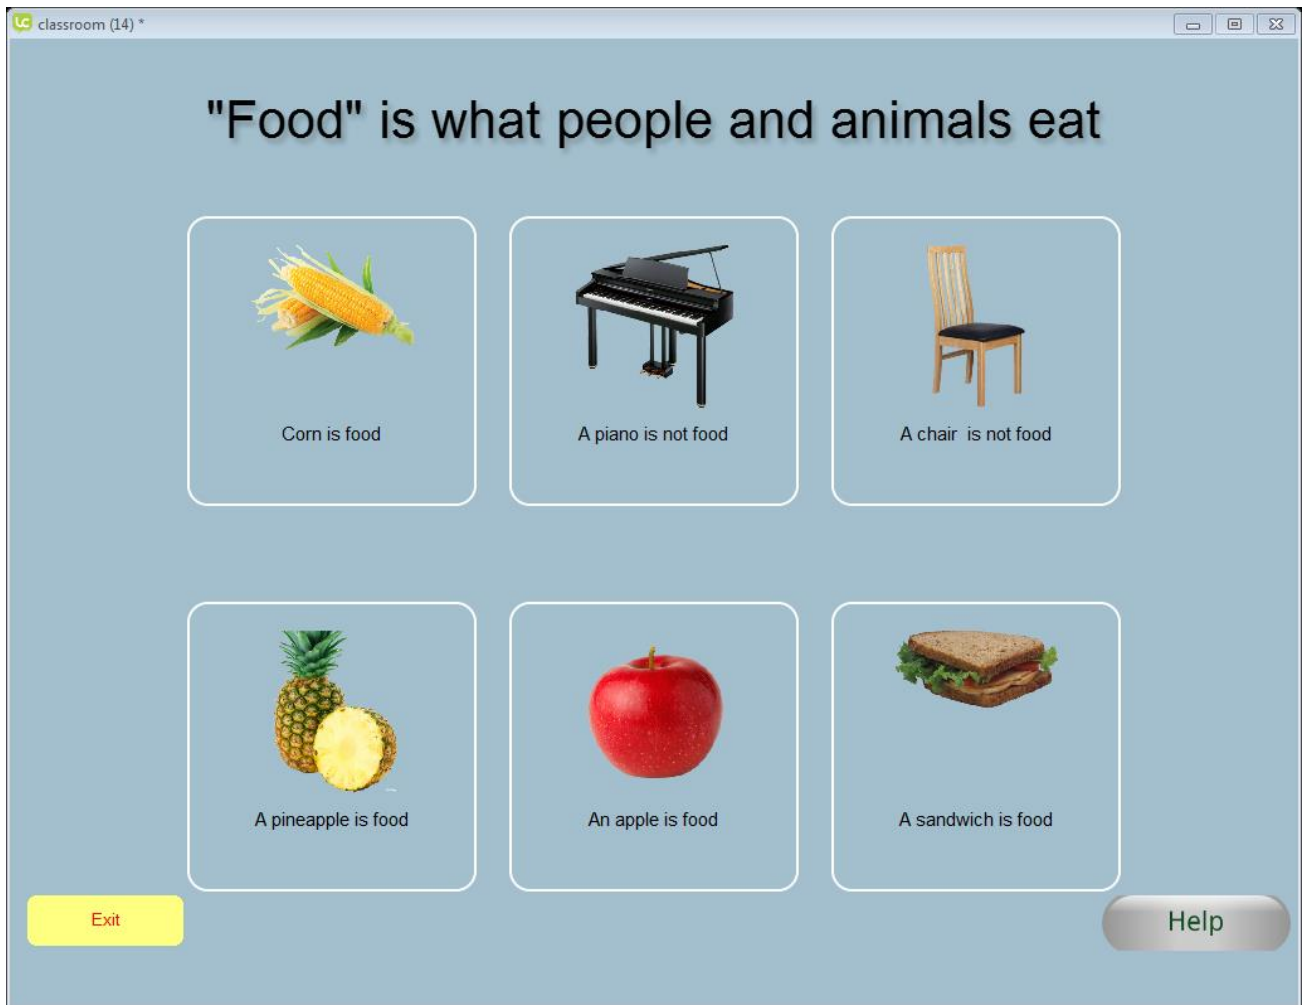 classroom (14) *
"Food" is what people and animals eat
Corn is food
A piano is not food
A chair  is not food
A pineapple is food
An apple is food
A sandwich is food
Exit
Help